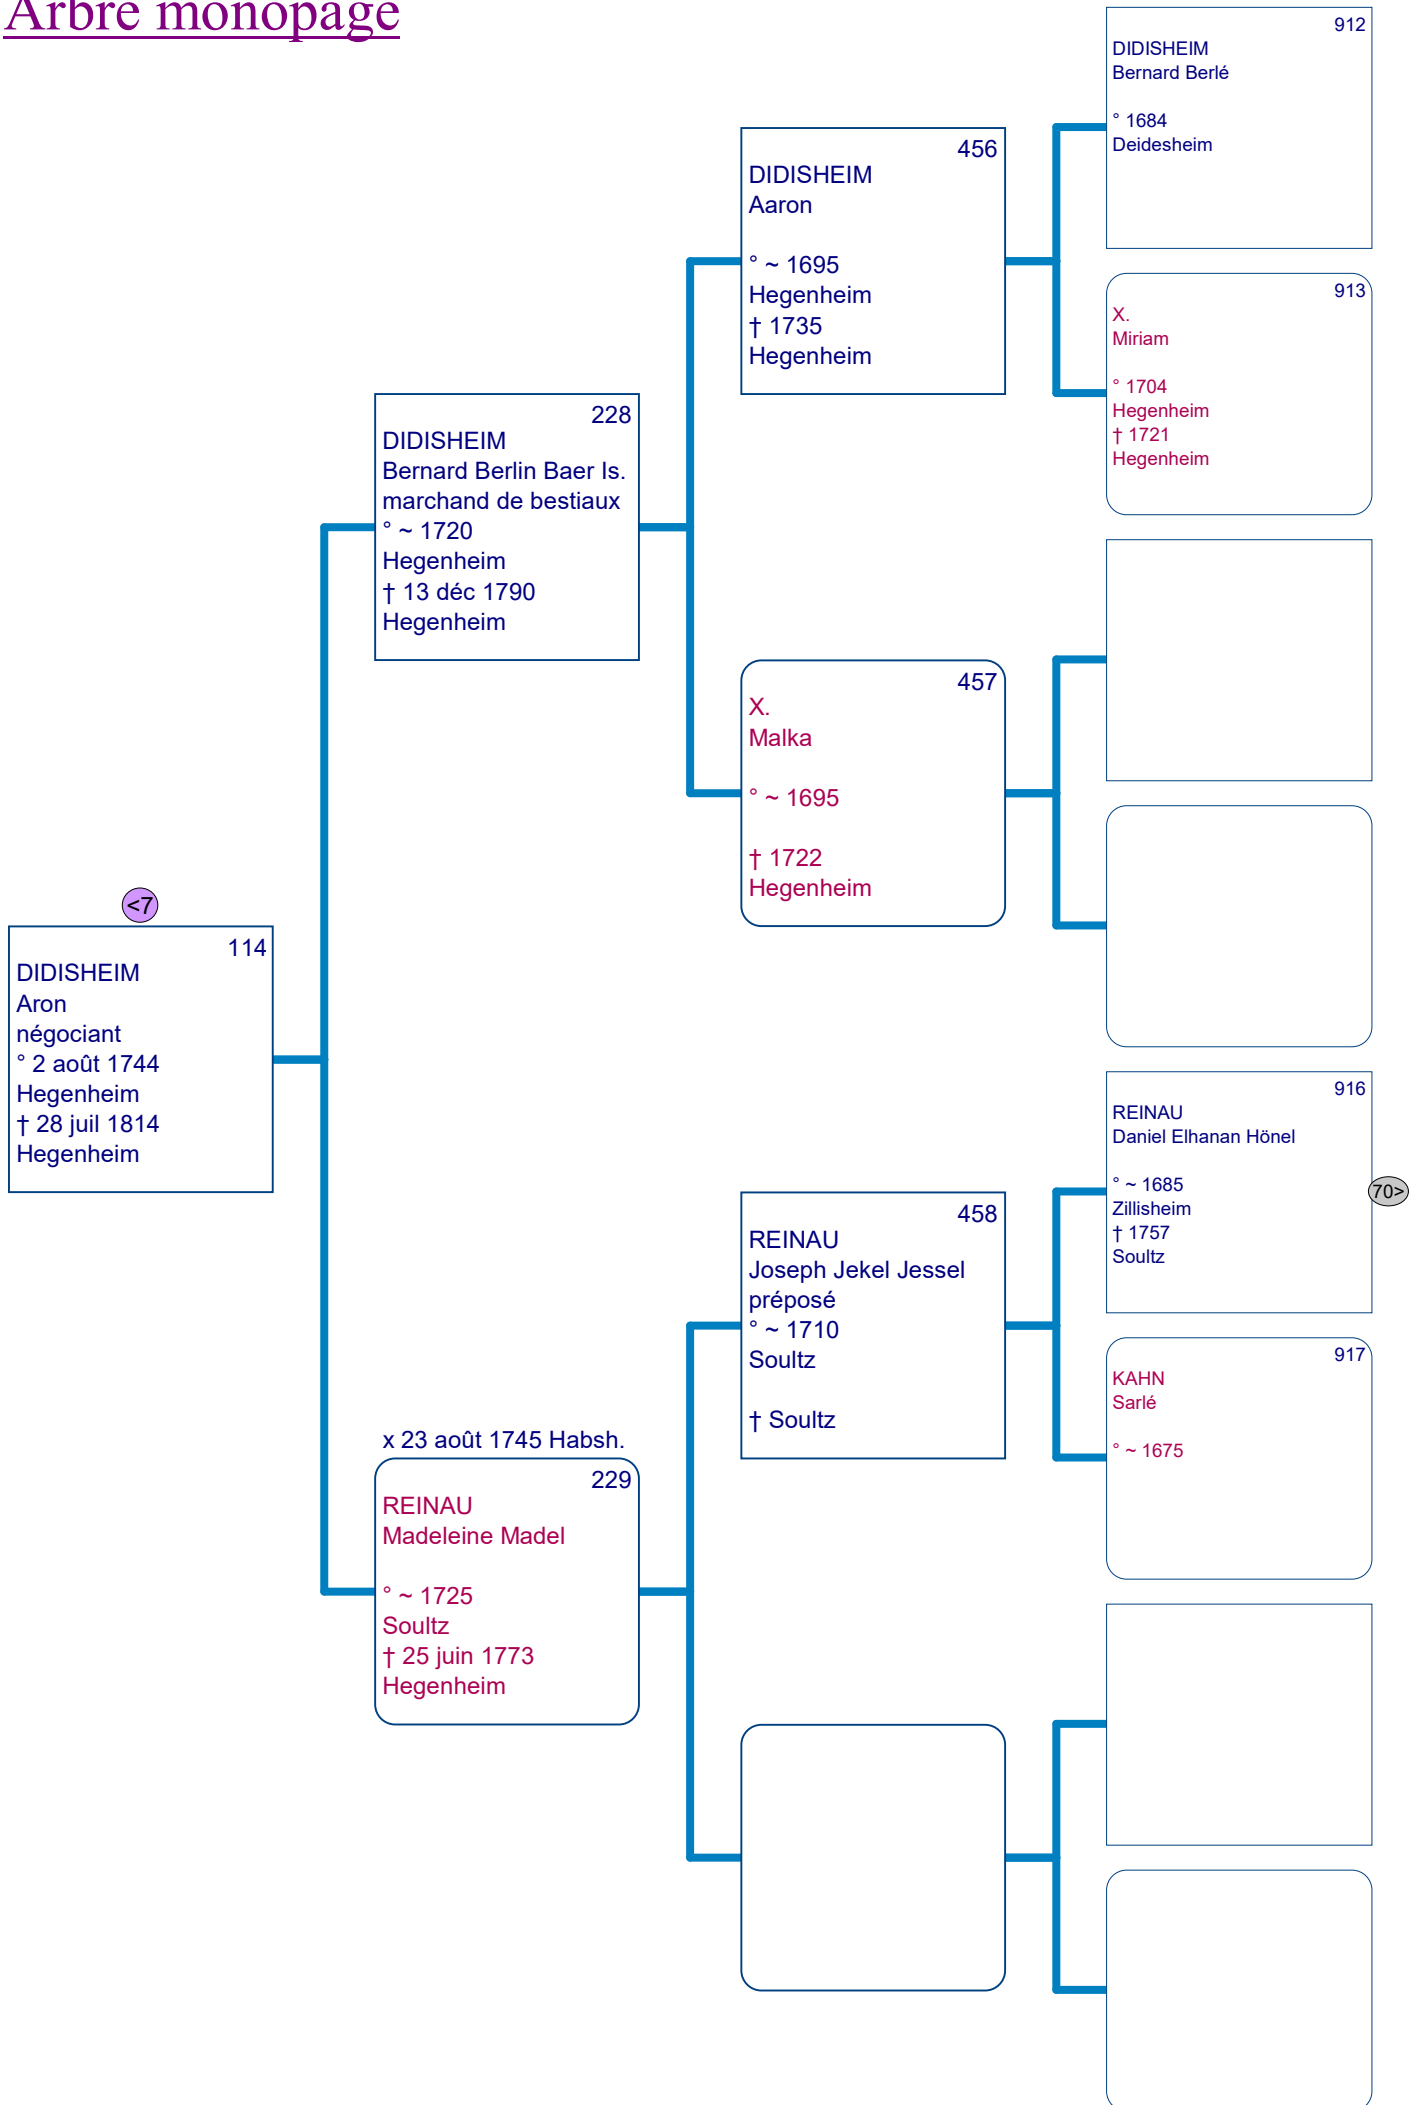 Arbre monopage
912
DIDISHEIM
Bernard Berlé
° 1684
Deidesheim
456
DIDISHEIM
Aaron
° ~ 1695
Hegenheim
† 1735
Hegenheim
913
X.
Miriam
° 1704
Hegenheim
† 1721
Hegenheim
228
DIDISHEIM
Bernard Berlin Baer Is.
marchand de bestiaux
° ~ 1720
Hegenheim
† 13 déc 1790
Hegenheim
457
X.
Malka
° ~ 1695
† 1722
Hegenheim
<7
114
DIDISHEIM
Aron
négociant
° 2 août 1744
Hegenheim
† 28 juil 1814
Hegenheim
916
REINAU
Daniel Elhanan Hönel
° ~ 1685
Zillisheim
† 1757
Soultz
70>
458
REINAU
Joseph Jekel Jessel
préposé
° ~ 1710
Soultz
† Soultz
917
KAHN
Sarlé
° ~ 1675
x 23 août 1745 Habsh.
229
REINAU
Madeleine Madel
° ~ 1725
Soultz
† 25 juin 1773
Hegenheim